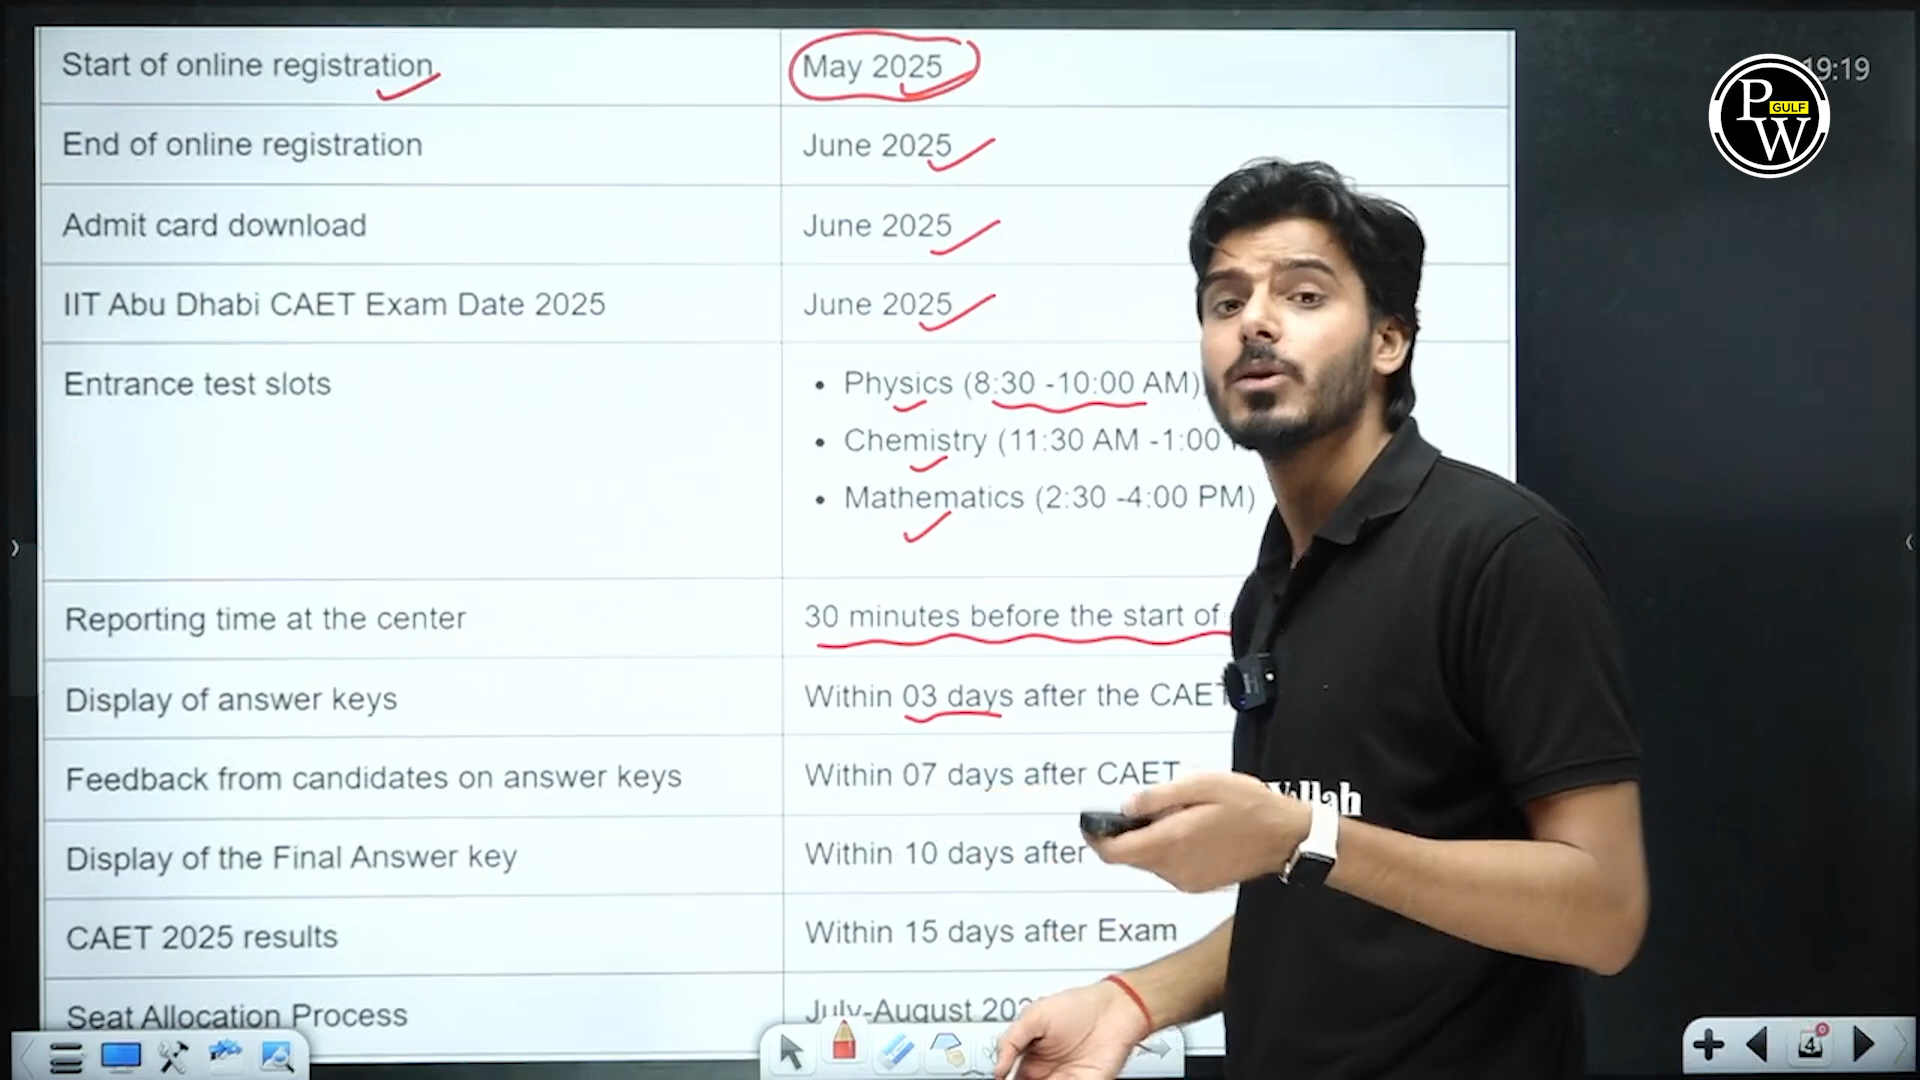 Start of online registration
May 2025
End of online registration
June 2025
Admit card download
June 2025
IIT Abu Dhabi CAET Exam Date 2025
June 2025
Entrance test slots
• Physics (8:30 -10:00 AM)
• Chemistry (11:30 AM -1:00
• Mathematics (2:30 -4:00 PM)
Reporting time at the center
30 minutes before the start of
Display of answer keys
Within 03 days after the CAET
Feedback from candidates on answer keys
Within 07 days after CAET
Display of the Final Answer key
Within 10 days after
CAET 2025 results
Within 15 days after Exam
Seat Allocation Process
July-August
19:19
P
GULF
W
4
0